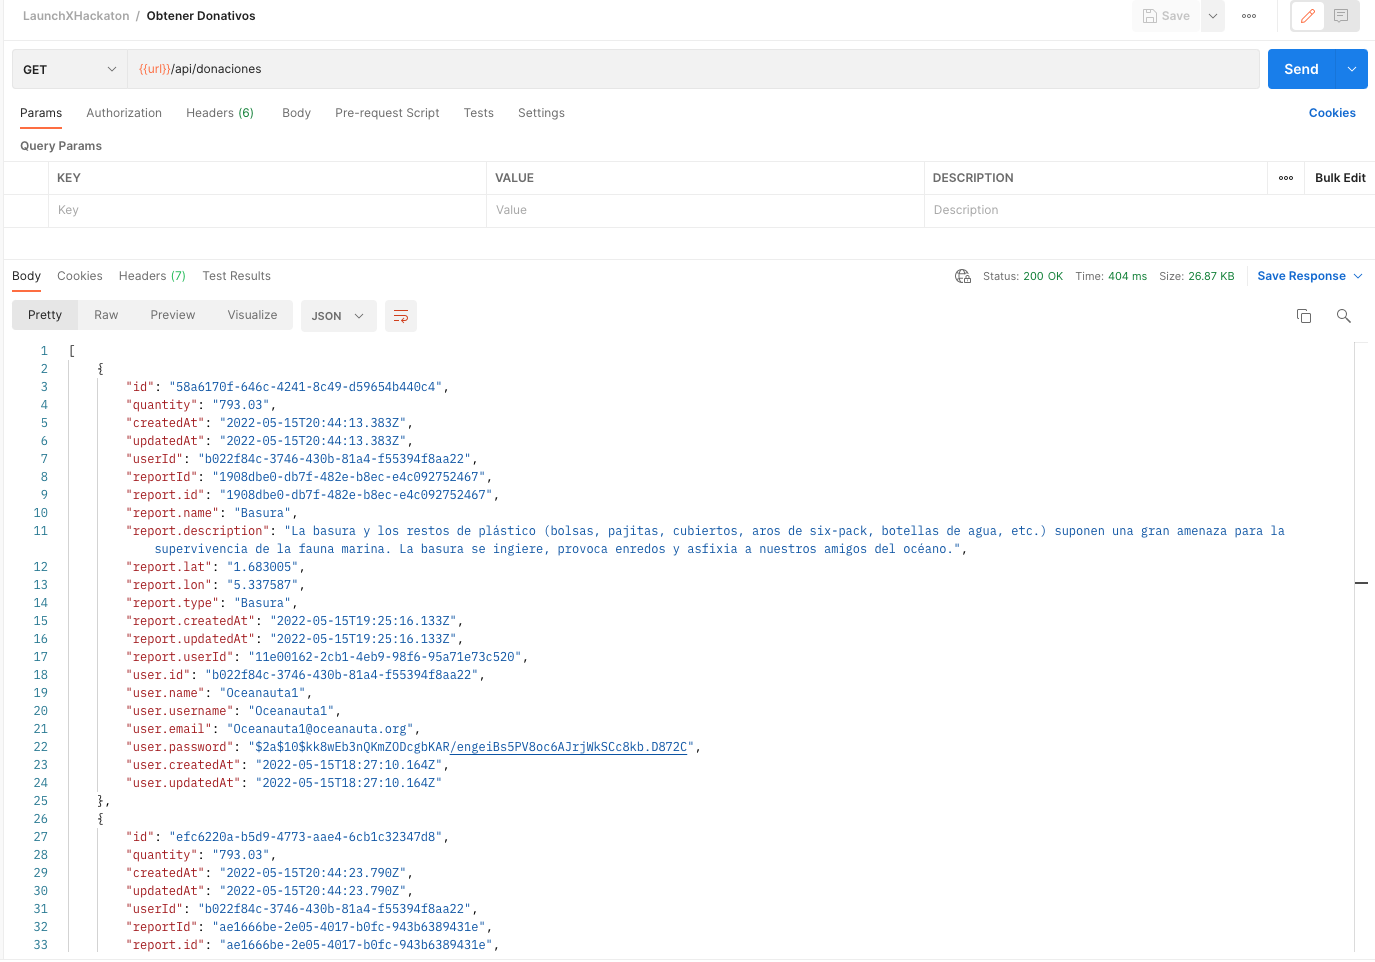 LaunchXHackaton / Obtener Donativos
Save
GET {{url}}/api/donaciones Send
Params Authorization Headers (6) Body Pre-request Script Tests Settings Cookies
Query Params
KEY VALUE DESCRIPTION Bulk Edit
Key Value Description
Body Cookies Headers (7) Test Results Status: 200 OK Time: 404 ms Size: 26.87 KB Save Response
Pretty Raw Preview Visualize JSON
1 [
2 {
3 "id": "58a6170f-646c-4241-8c49-d59654b440c4",
4 "quantity": "793.03",
5 "createdAt": "2022-05-15T20:44:13.383Z",
6 "updatedAt": "2022-05-15T20:44:13.383Z",
7 "userId": "b022f84c-3746-430b-81a4-f55394f8aa22",
8 "reportId": "1908dbe0-db7f-482e-b8ec-e4c092752467",
9 "report.id": "1908dbe0-db7f-482e-b8ec-e4c092752467",
10 "report.name": "Basura",
11 "report.description": "La basura y los restos de plástico (bolsas, pajitas, cubiertos, aros de six-pack, botellas de agua, etc.) suponen una gran amenaza para la
supervivencia de la fauna marina. La basura se ingiere, provoca enredos y asfixia a nuestros amigos del océano.",
12 "report.lat": "1.683005",
13 "report.lon": "5.337587",
14 "report.type": "Basura",
15 "report.createdAt": "2022-05-15T19:25:16.133Z",
16 "report.updatedAt": "2022-05-15T19:25:16.133Z",
17 "report.userId": "11e00162-2cb1-4eb9-98f6-95a71e73c520",
18 "user.id": "b022f84c-3746-430b-81a4-f55394f8aa22",
19 "user.name": "Oceanauta1",
20 "user.username": "Oceanauta1",
21 "user.email": "Oceanauta1@oceanauta.org",
22 "user.password": "$2a$10$kk8wEb3nQKmZODcgbKAR/engeiBs5PV8oc6AJrjWkSCc8kb.D872C",
23 "user.createdAt": "2022-05-15T18:27:10.164Z",
24 "user.updatedAt": "2022-05-15T18:27:10.164Z"
25 },
26 {
27 "id": "efc6220a-b5d9-4773-aae4-6cb1c32347d8",
28 "quantity": "793.03",
29 "createdAt": "2022-05-15T20:44:23.790Z",
30 "updatedAt": "2022-05-15T20:44:23.790Z",
31 "userId": "b022f84c-3746-430b-81a4-f55394f8aa22",
32 "reportId": "ae1666be-2e05-4017-b0fc-943b6389431e",
33 "report.id": "ae1666be-2e05-4017-b0fc-943b6389431e",